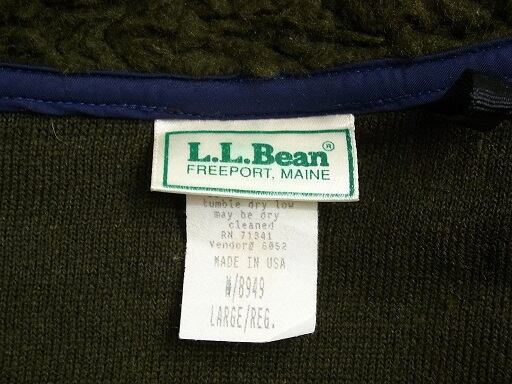 L.L.Bean®
FREEPORT, MAINE
tumble dry low
may be dry
cleaned
RN 71341
Vendor# 6052
MADE IN USA
/8949
LARGE/REG.